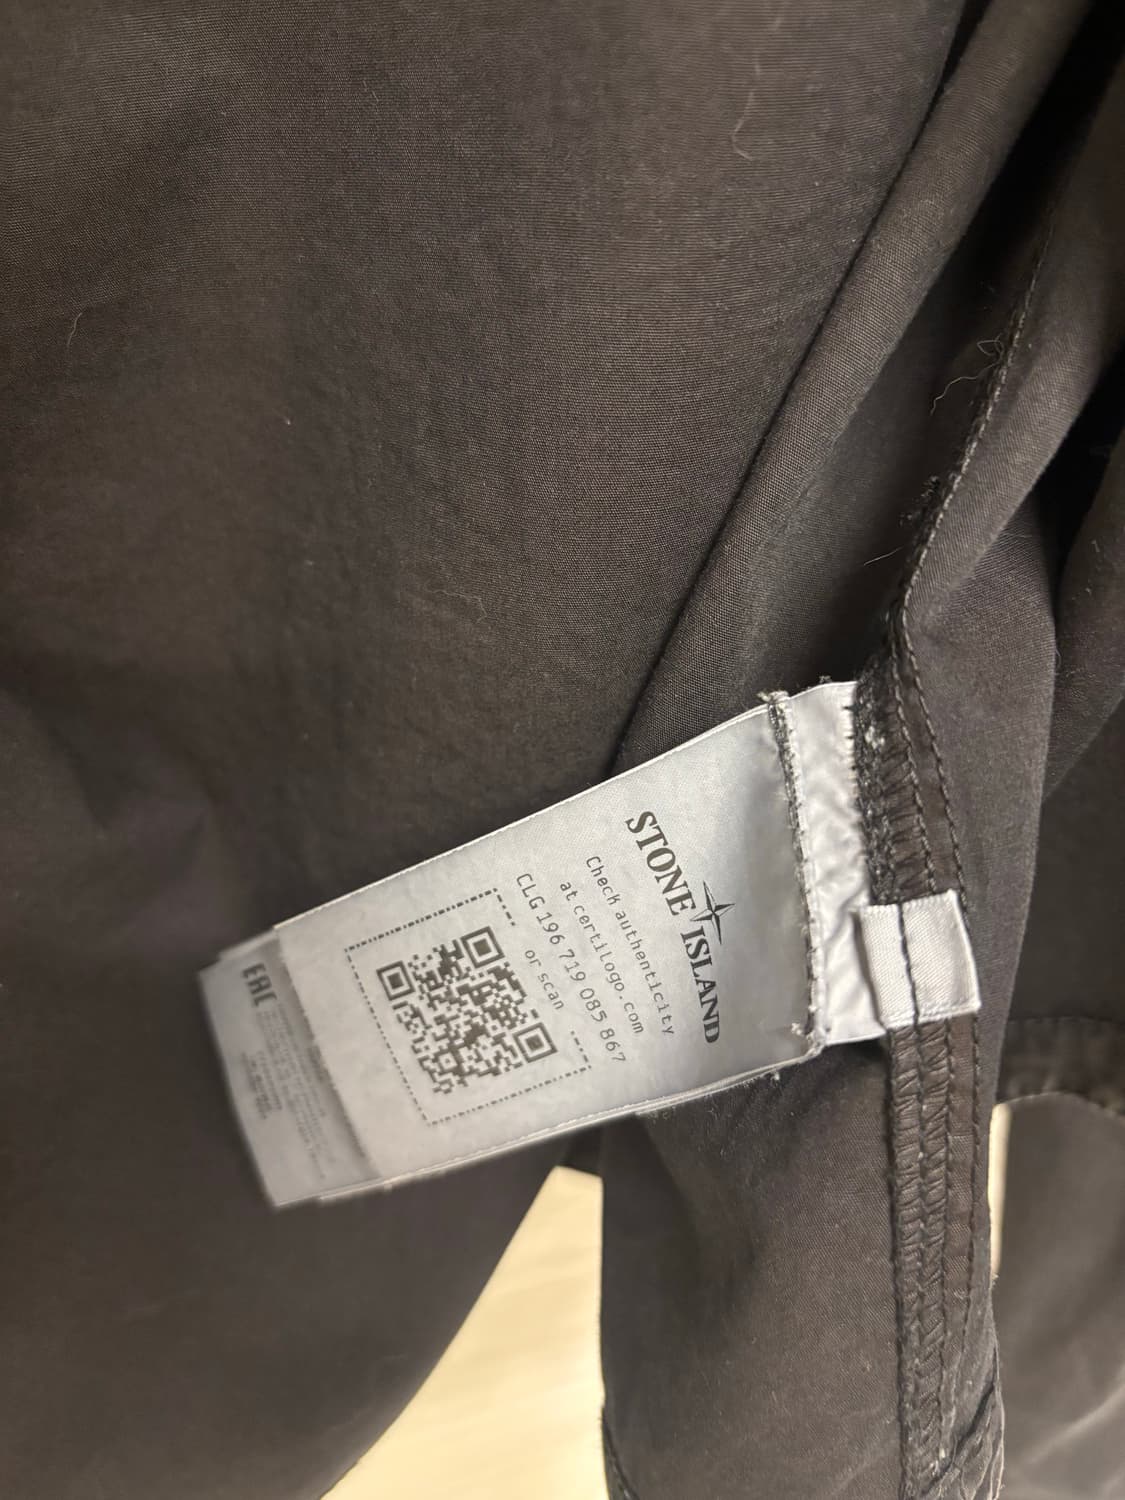 STONE ISLAND
Check authenticity
at certilogo.com
CLG 196 719 085 867
or scan
EAC